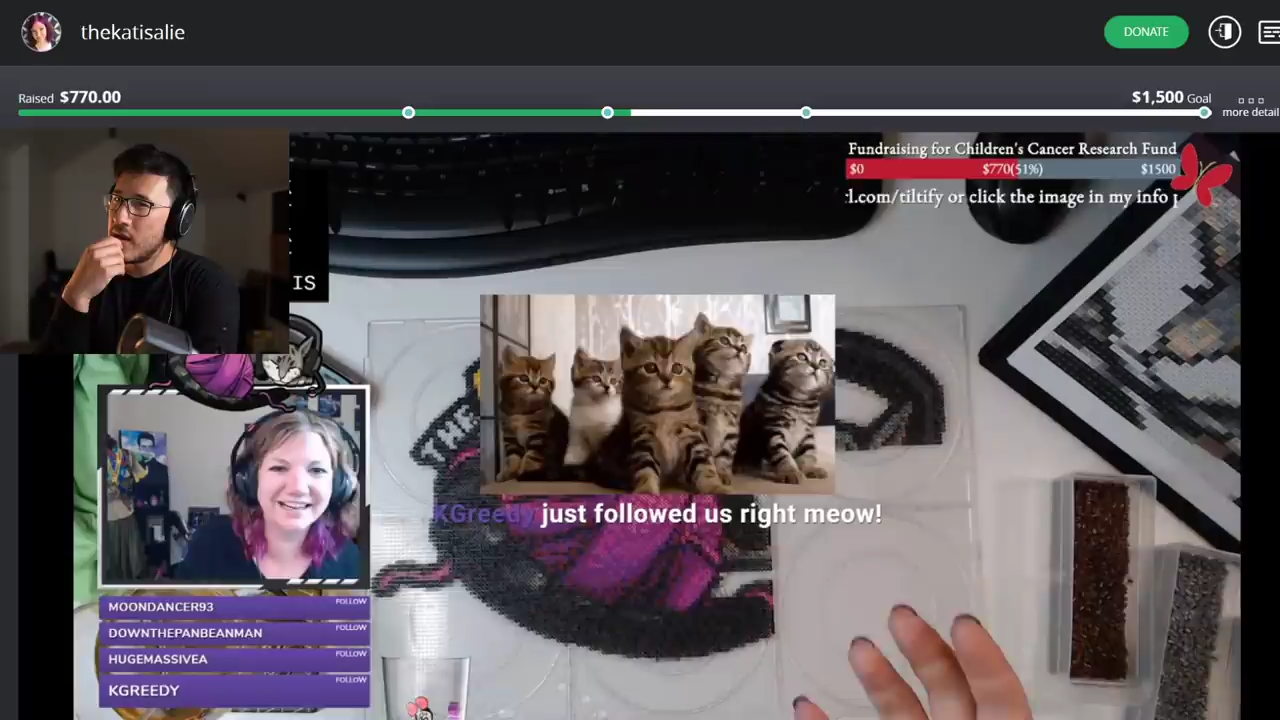 thekatisalie
DONATE
Raised $770.00
$1,500 Goal
more detail
Fundraising for Children's Cancer Research Fund
$0 $770(51%) $1500
l.com/tiltify or click the image in my info
IS
THE
KGreedy just followed us right meow!
MOONDANCER93 FOLLOW
DOWNTHEPANBEANMAN FOLLOW
HUGEMASSIVEA FOLLOW
KGREEDY FOLLOW